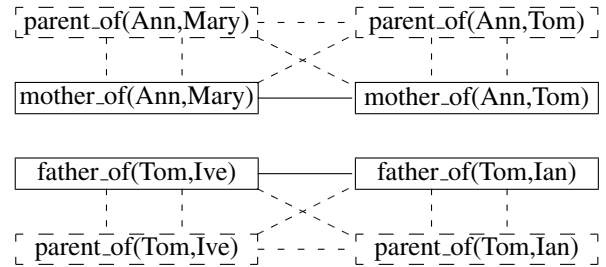 parent_of(Ann,Mary) parent_of(Ann,Tom)
mother_of(Ann,Mary) mother_of(Ann,Tom)
father_of(Tom,Ive) father_of(Tom,Ian)
parent_of(Tom,Ive) parent_of(Tom,Ian)